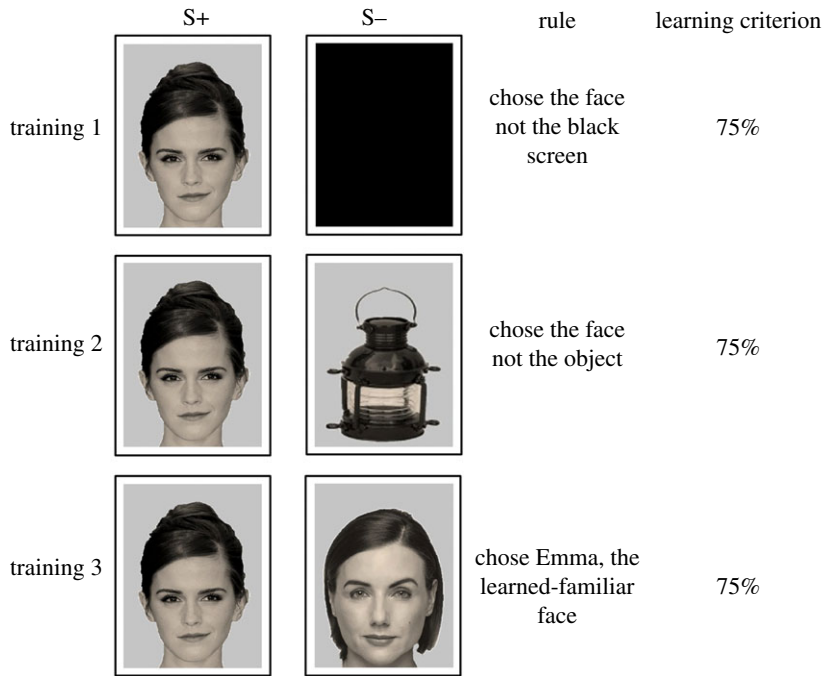 S+ S– rule learning criterion
training 1
chose the face
not the black
screen
75%
training 2
chose the face
not the object
75%
training 3
chose Emma, the
learned-familiar
face
75%